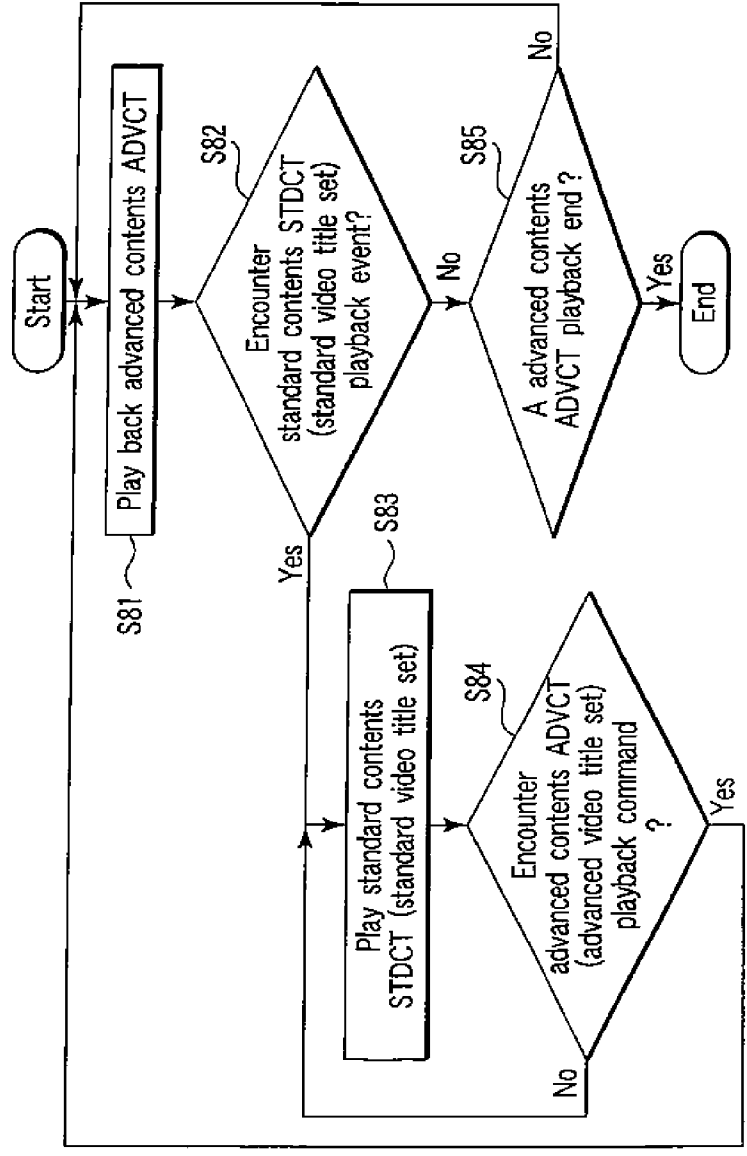 Start
Play back advanced contents ADVCT
S81
Encounter
standard contents STDCT
(standard video title set)
playback event?
S82
Yes
No
Play standard contents
STDCT (standard video title set)
S83
Encounter
advanced contents ADVCT
(advanced video title set)
playback command
?
S84
No
Yes
A advanced contents
ADVCT playback end ?
S85
No
Yes
End